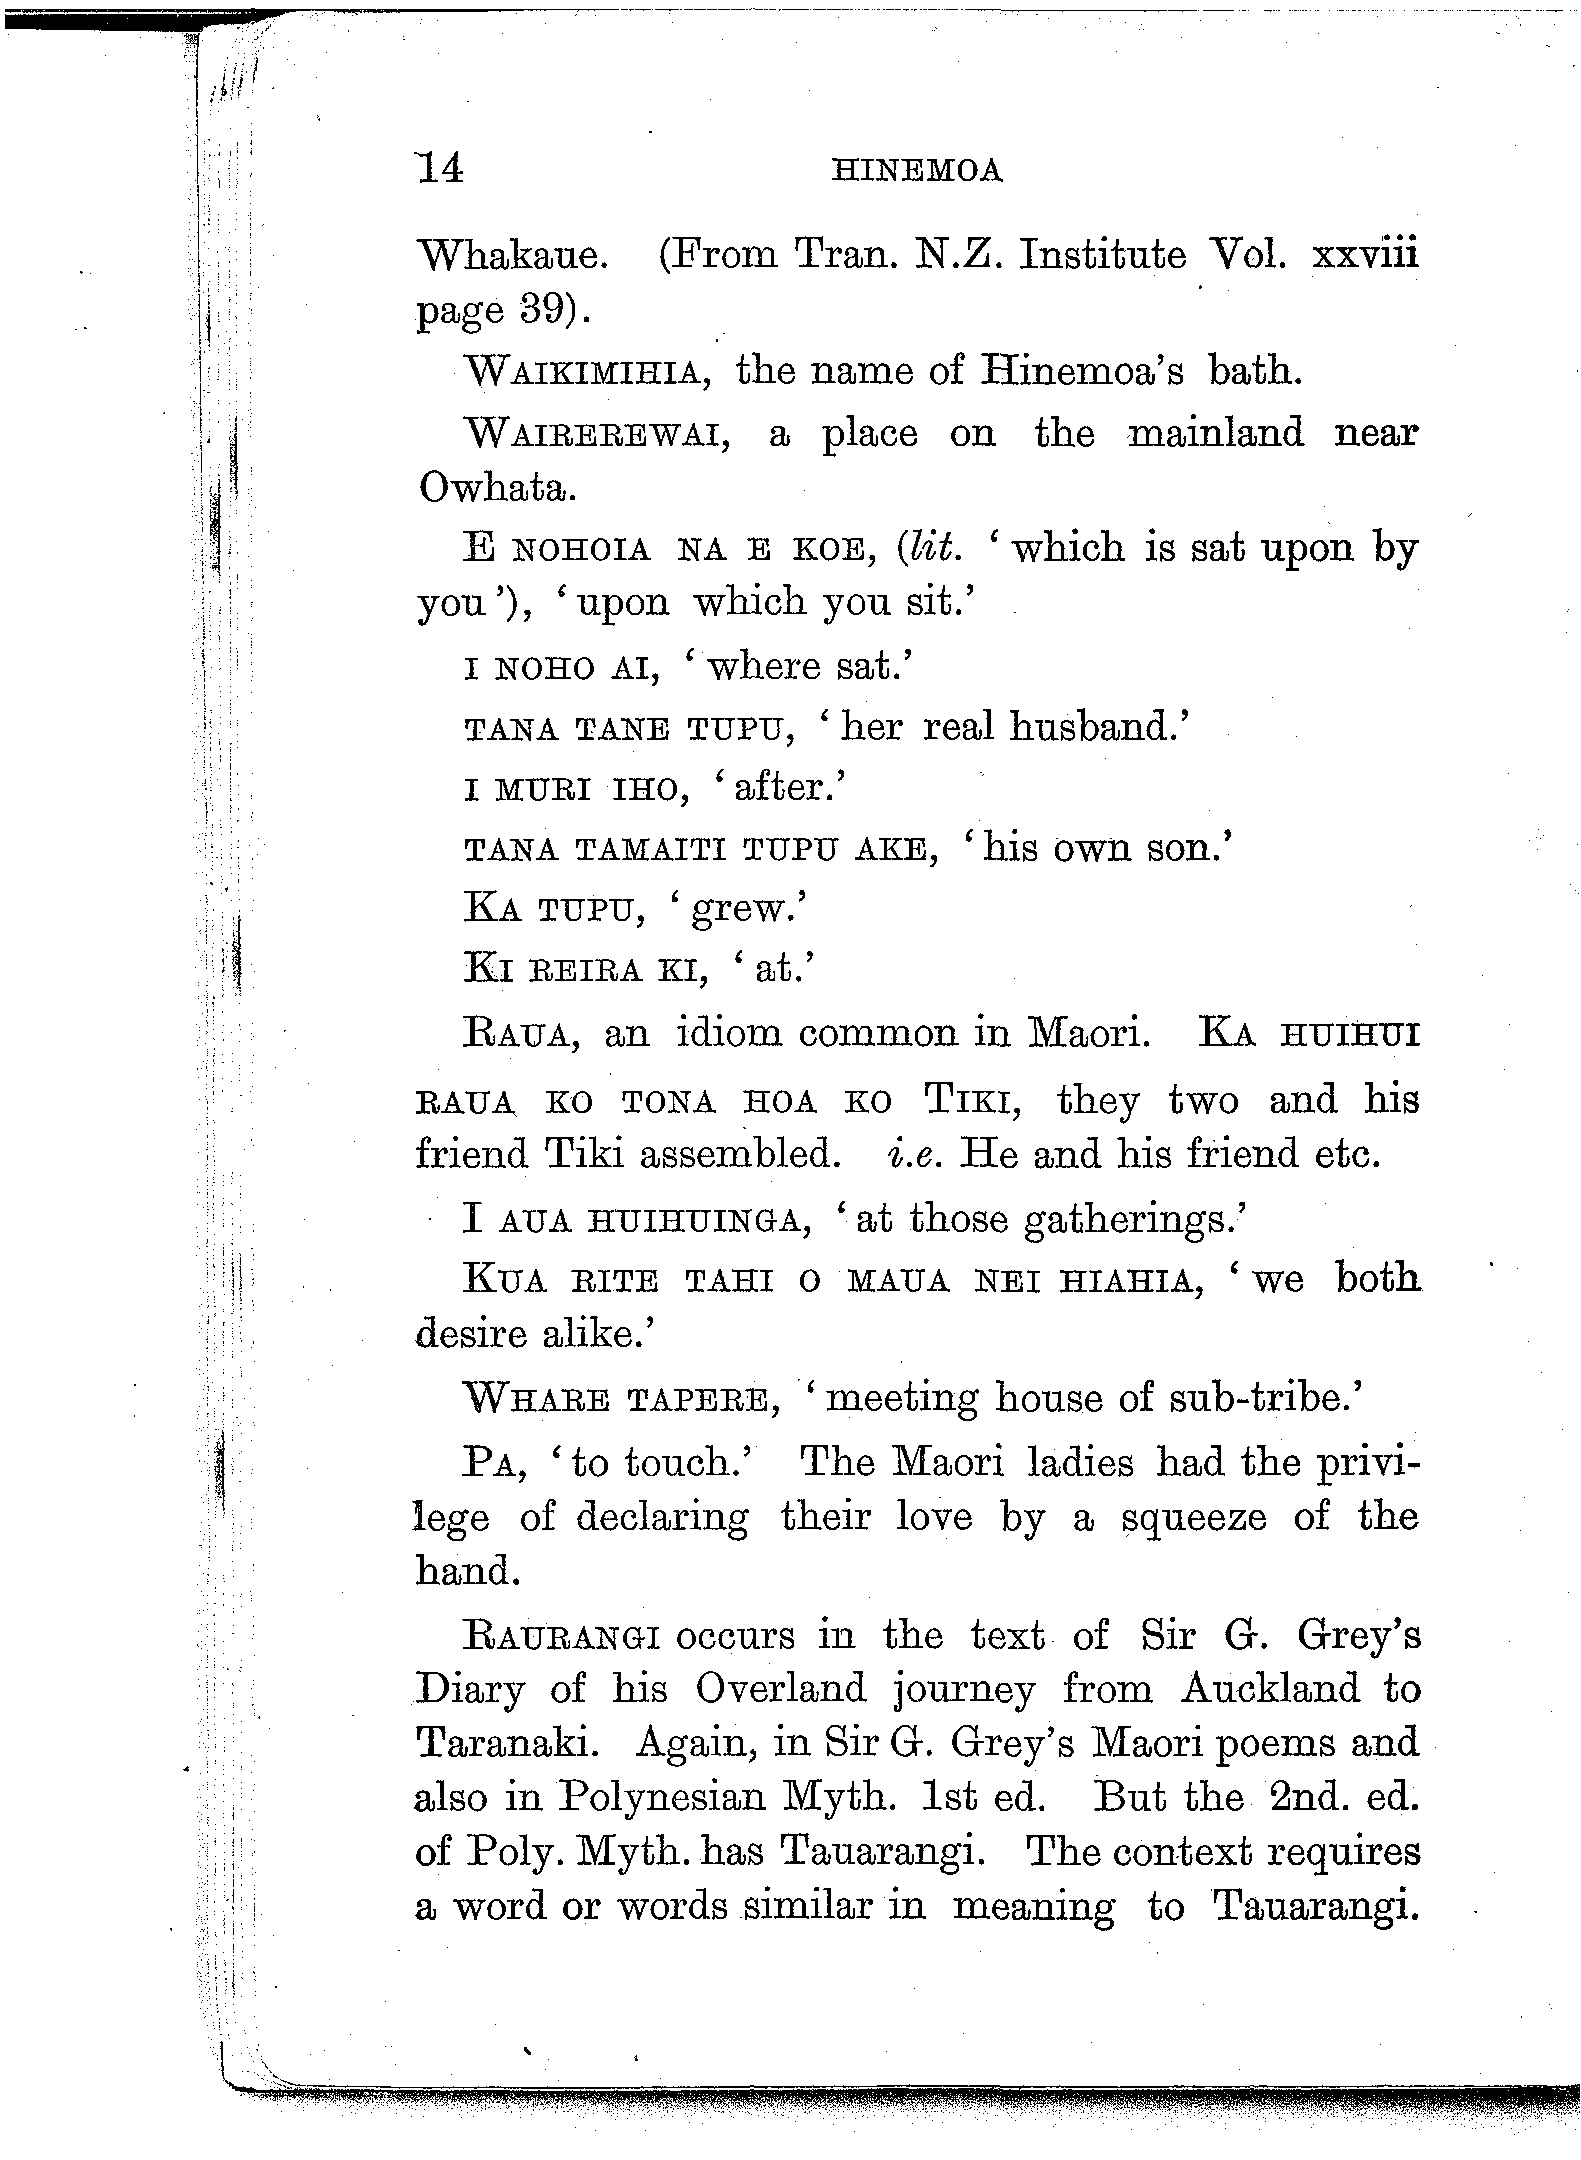 14 HINEMOA
Whakaue. (From Tran. N.Z. Institute Vol. xxviii
page 39).
WAIKIMIHIA, the name of Hinemoa's bath.
WAIREREWAI, a place on the mainland near
Owhata.
E NOHOIA NA E KOE, (lit. ‘which is sat upon by
you’), ‘upon which you sit.’
I NOHO AI, ‘where sat.’
TANA TANE TUPU, ‘her real husband.’
I MURI IHO, ‘after.’
TANA TAMAITI TUPU AKE, ‘his own son.’
KA TUPU, ‘grew.’
KI REIRA KI, ‘at.’
RAUA, an idiom common in Maori. KA HUIHUI
RAUA KO TONA HOA KO TIKI, they two and his
friend Tiki assembled. i.e. He and his friend etc.
I AUA HUIHUINGA, ‘at those gatherings.’
KUA RITE TAHI O MAUA NEI HIAHIA, ‘we both
desire alike.’
WHARE TAPERE, ‘meeting house of sub-tribe.’
PA, ‘to touch.’ The Maori ladies had the privi-
lege of declaring their love by a squeeze of the
hand.
RAURANGI occurs in the text of Sir G. Grey's
Diary of his Overland journey from Auckland to
Taranaki. Again, in Sir G. Grey's Maori poems and
also in Polynesian Myth. 1st ed. But the 2nd. ed.
of Poly. Myth. has Tauarangi. The context requires
a word or words similar in meaning to Tauarangi.